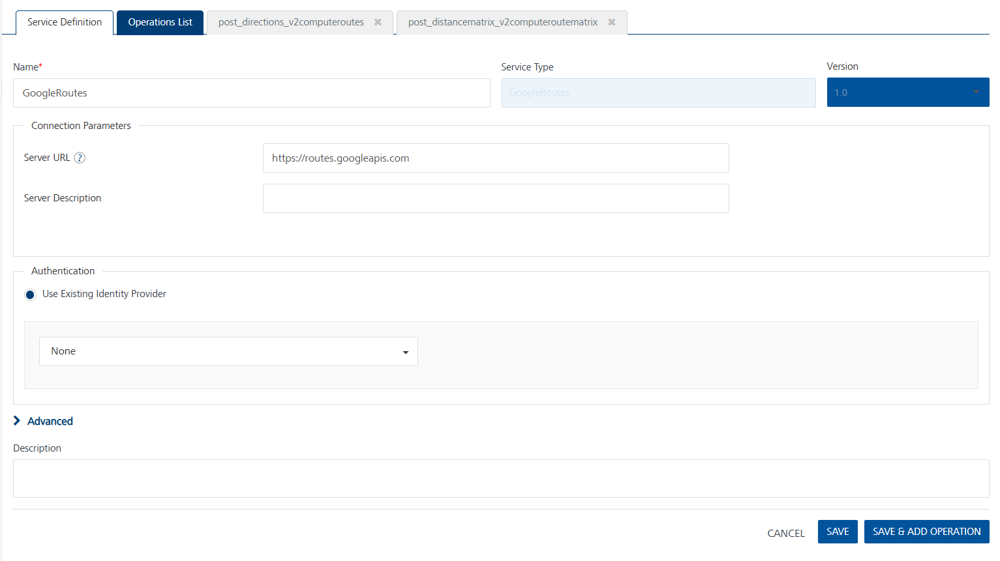 Service Definition
Operations List
post_directions_v2computeroutes ✖
post_distancematrix_v2computeroutematrix ✖
Name*
Service Type
Version
GoogleRoutes
GoogleRoutes
1.0
Connection Parameters
Server URL ?
https://routes.googleapis.com
Server Description
Authentication
Use Existing Identity Provider
None
Advanced
Description
CANCEL
SAVE
SAVE & ADD OPERATION